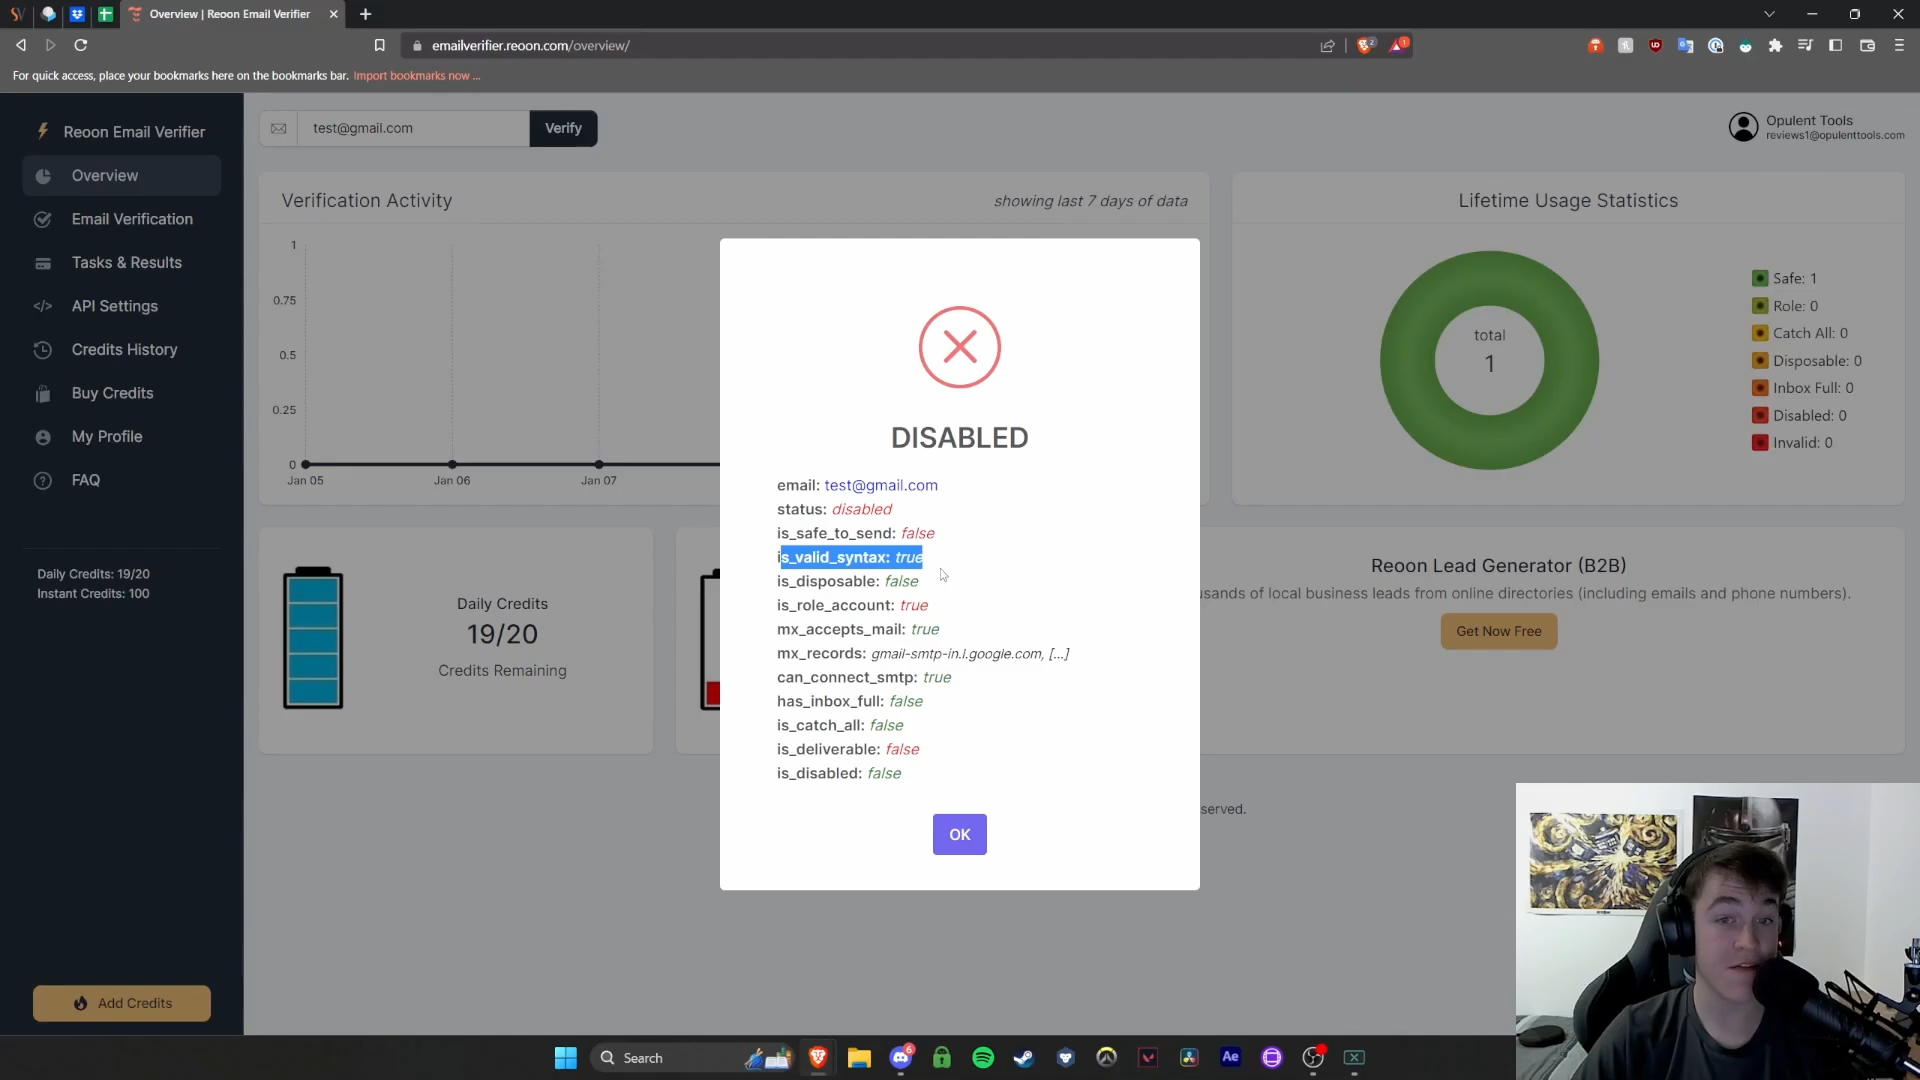 Overview | Reoon Email Verifier
emailverifier.reoon.com/overview/
For quick access, place your bookmarks here on the bookmarks bar. Import bookmarks now ...
Reoon Email Verifier
Overview
Email Verification
Tasks & Results
API Settings
Credits History
Buy Credits
My Profile
FAQ
Daily Credits: 19/20
Instant Credits: 100
Add Credits
test@gmail.com
Verify
Opulent Tools
reviews1@opulenttools.com
Verification Activity
showing last 7 days of data
1
0.75
0.5
0.25
0
Jan 05
Jan 06
Jan 07
Lifetime Usage Statistics
total
1
Safe: 1
Role: 0
Catch All: 0
Disposable: 0
Inbox Full: 0
Disabled: 0
Invalid: 0
DISABLED
email: test@gmail.com
status: disabled
is_safe_to_send: false
is_valid_syntax: true
is_disposable: false
is_role_account: true
mx_accepts_mail: true
mx_records: gmail-smtp-in.l.google.com, [...]
can_connect_smtp: true
has_inbox_full: false
is_catch_all: false
is_deliverable: false
is_disabled: false
OK
Daily Credits
19/20
Credits Remaining
Reoon Lead Generator (B2B)
usands of local business leads from online directories (including emails and phone numbers).
Get Now Free
served.
Search
6
Ae